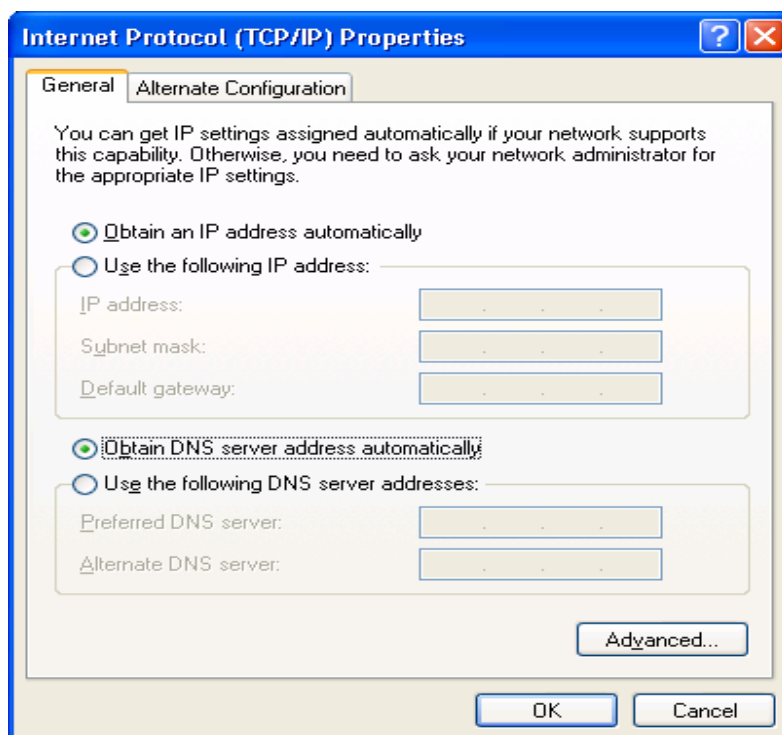 Internet Protocol (TCP/IP) Properties
General
Alternate Configuration
You can get IP settings assigned automatically if your network supports
this capability. Otherwise, you need to ask your network administrator for
the appropriate IP settings.
Obtain an IP address automatically
Use the following IP address:
IP address:
Subnet mask:
Default gateway:
Obtain DNS server address automatically
Use the following DNS server addresses:
Preferred DNS server:
Alternate DNS server:
Advanced...
OK
Cancel